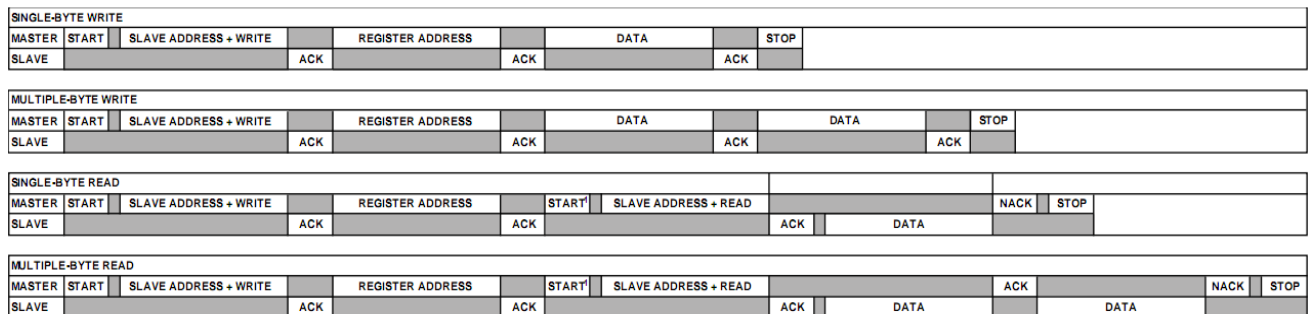 SINGLE-BYTE WRITE
MASTER START SLAVE ADDRESS + WRITE REGISTER ADDRESS DATA STOP
SLAVE ACK ACK ACK
MULTIPLE-BYTE WRITE
MASTER START SLAVE ADDRESS + WRITE REGISTER ADDRESS DATA DATA STOP
SLAVE ACK ACK ACK ACK
SINGLE-BYTE READ
MASTER START SLAVE ADDRESS + WRITE REGISTER ADDRESS START¹ SLAVE ADDRESS + READ NACK STOP
SLAVE ACK ACK ACK DATA
MULTIPLE-BYTE READ
MASTER START SLAVE ADDRESS + WRITE REGISTER ADDRESS START¹ SLAVE ADDRESS + READ ACK NACK STOP
SLAVE ACK ACK ACK DATA DATA